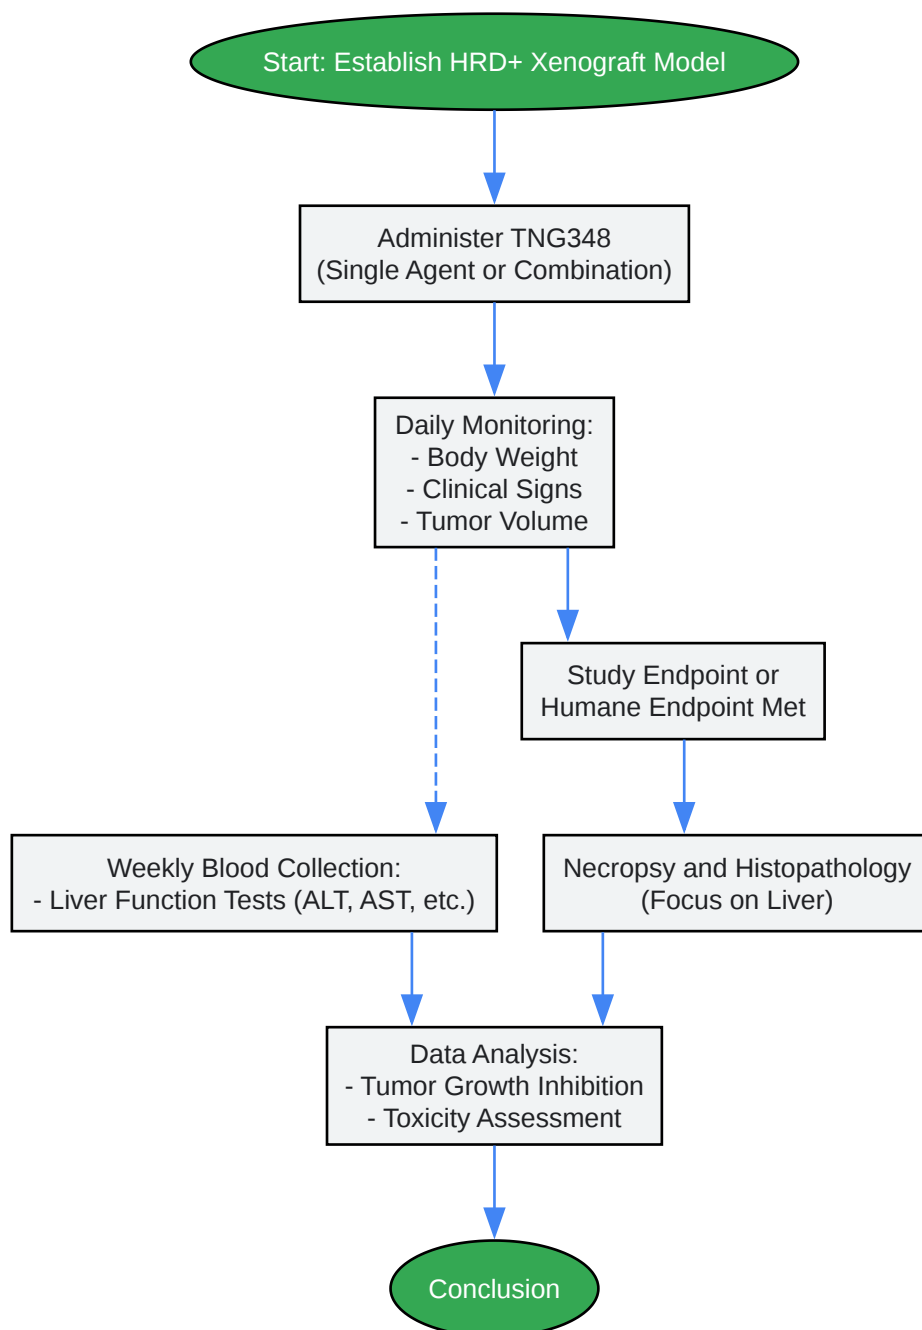 Start: Establish HRD+ Xenograft Model
Administer TNG348
(Single Agent or Combination)
Daily Monitoring:
- Body Weight
- Clinical Signs
- Tumor Volume
Study Endpoint or
Humane Endpoint Met
Weekly Blood Collection:
- Liver Function Tests (ALT, AST, etc.)
Necropsy and Histopathology
(Focus on Liver)
Data Analysis:
- Tumor Growth Inhibition
- Toxicity Assessment
Conclusion